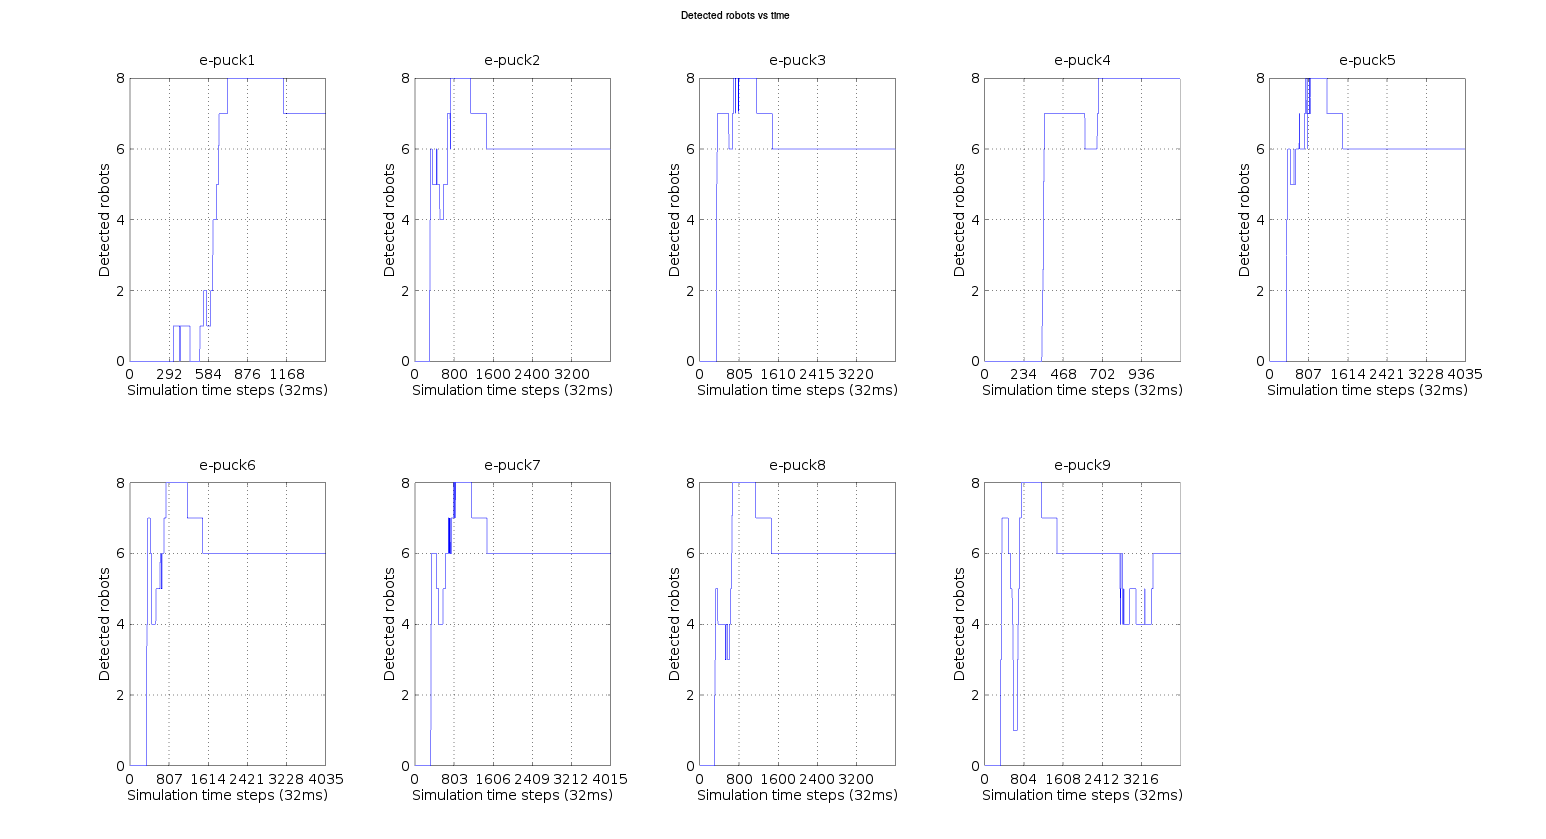 Detected robots vs time
e-puck1
8
6
4
2
0
Detected robots
0 292 584 876 1168
Simulation time steps (32ms)
e-puck2
8
6
4
2
0
Detected robots
0 800 1600 2400 3200
Simulation time steps (32ms)
e-puck3
8
6
4
2
0
Detected robots
0 805 1610 2415 3220
Simulation time steps (32ms)
e-puck4
8
6
4
2
0
Detected robots
0 234 468 702 936
Simulation time steps (32ms)
e-puck5
8
6
4
2
0
Detected robots
0 807 1614 2421 3228 4035
Simulation time steps (32ms)
e-puck6
8
6
4
2
0
Detected robots
0 807 1614 2421 3228 4035
Simulation time steps (32ms)
e-puck7
8
6
4
2
0
Detected robots
0 803 1606 2409 3212 4015
Simulation time steps (32ms)
e-puck8
8
6
4
2
0
Detected robots
0 800 1600 2400 3200
Simulation time steps (32ms)
e-puck9
8
6
4
2
0
Detected robots
0 804 1608 2412 3216
Simulation time steps (32ms)